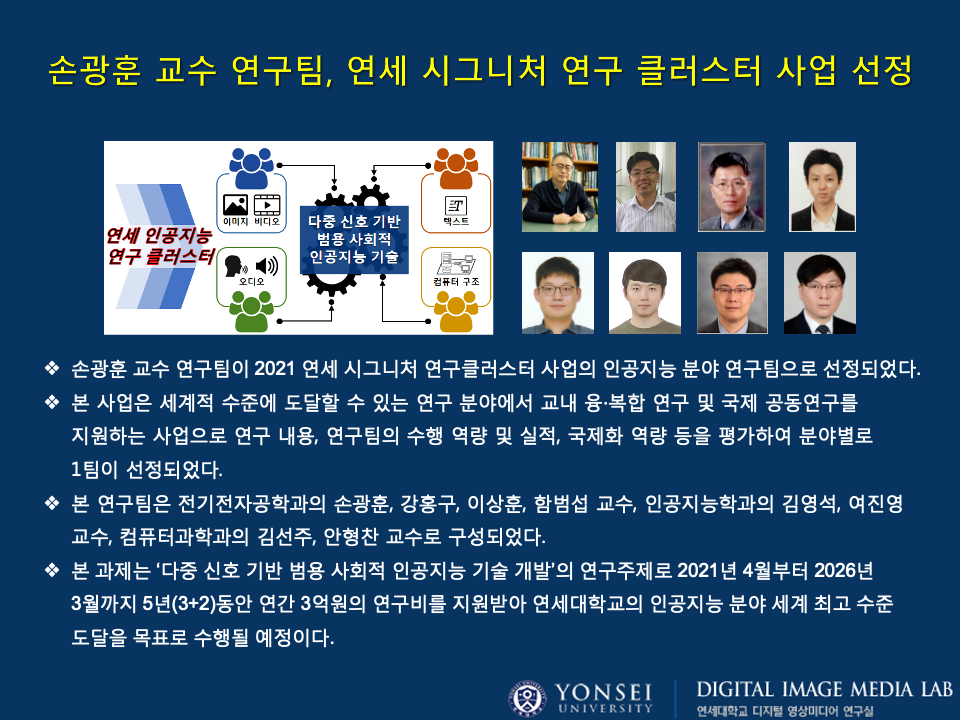 손광훈 교수 연구팀, 연세 시그니처 연구 클러스터 사업 선정
연세 인공지능
연구 클러스터
이미지 비디오
오디오
다중 신호 기반
범용 사회적
인공지능 기술
텍스트
컴퓨터 구조
❖ 손광훈 교수 연구팀이 2021 연세 시그니처 연구클러스터 사업의 인공지능 분야 연구팀으로 선정되었다.
❖ 본 사업은 세계적 수준에 도달할 수 있는 연구 분야에서 교내 융·복합 연구 및 국제 공동연구를
지원하는 사업으로 연구 내용, 연구팀의 수행 역량 및 실적, 국제화 역량 등을 평가하여 분야별로
1팀이 선정되었다.
❖ 본 연구팀은 전기전자공학과의 손광훈, 강홍구, 이상훈, 함범섭 교수, 인공지능학과의 김영석, 여진영
교수, 컴퓨터과학과의 김선주, 안형찬 교수로 구성되었다.
❖ 본 과제는 ‘다중 신호 기반 범용 사회적 인공지능 기술 개발’의 연구주제로 2021년 4월부터 2026년
3월까지 5년(3+2)동안 연간 3억원의 연구비를 지원받아 연세대학교의 인공지능 분야 세계 최고 수준
도달을 목표로 수행될 예정이다.
YONSEI
UNIVERSITY
DIGITAL IMAGE MEDIA LAB
연세대학교 디지털 영상미디어 연구실